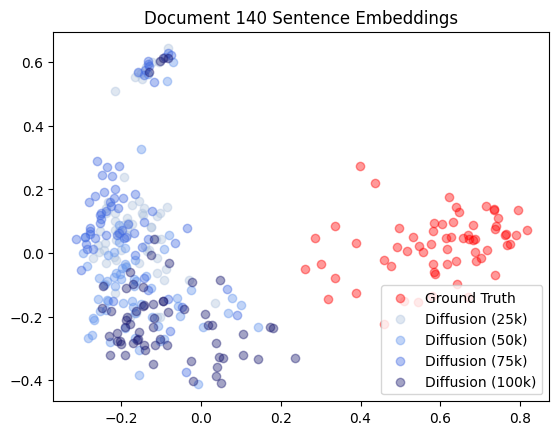 Document 140 Sentence Embeddings
0.6
0.4
0.2
0.0
−0.2
−0.4
Ground Truth
Diffusion (25k)
Diffusion (50k)
Diffusion (75k)
Diffusion (100k)
−0.2 0.0 0.2 0.4 0.6 0.8